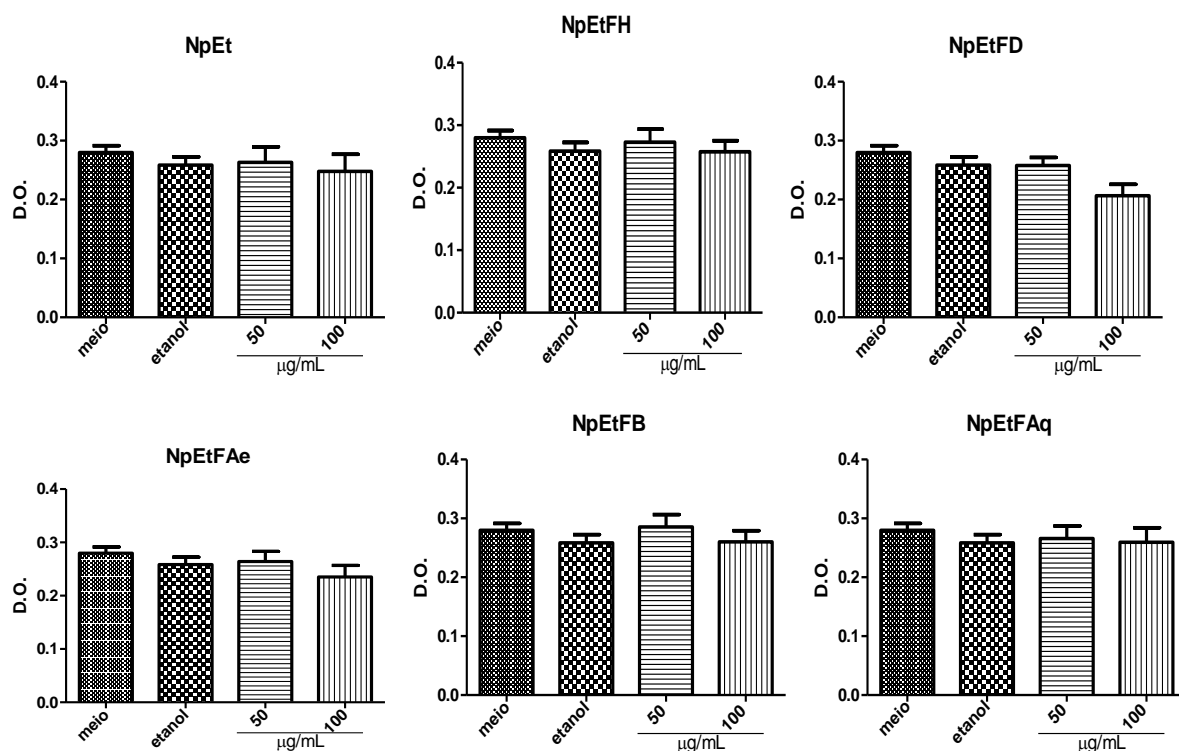 NpEt
0.4
0.3
0.2
0.1
0.0
D.O.
meio
etanol
50
100
μg/mL
NpEtFH
0.4
0.3
0.2
0.1
0.0
D.O.
meio
etanol
50
100
μg/mL
NpEtFD
0.4
0.3
0.2
0.1
0.0
D.O.
meio
etanol
50
100
μg/mL
NpEtFAe
0.4
0.3
0.2
0.1
0.0
D.O.
meio
etanol
50
100
μg/mL
NpEtFB
0.4
0.3
0.2
0.1
0.0
D.O.
meio
etanol
50
100
μg/mL
NpEtFAq
0.4
0.3
0.2
0.1
0.0
D.O.
meio
etanol
50
100
μg/mL